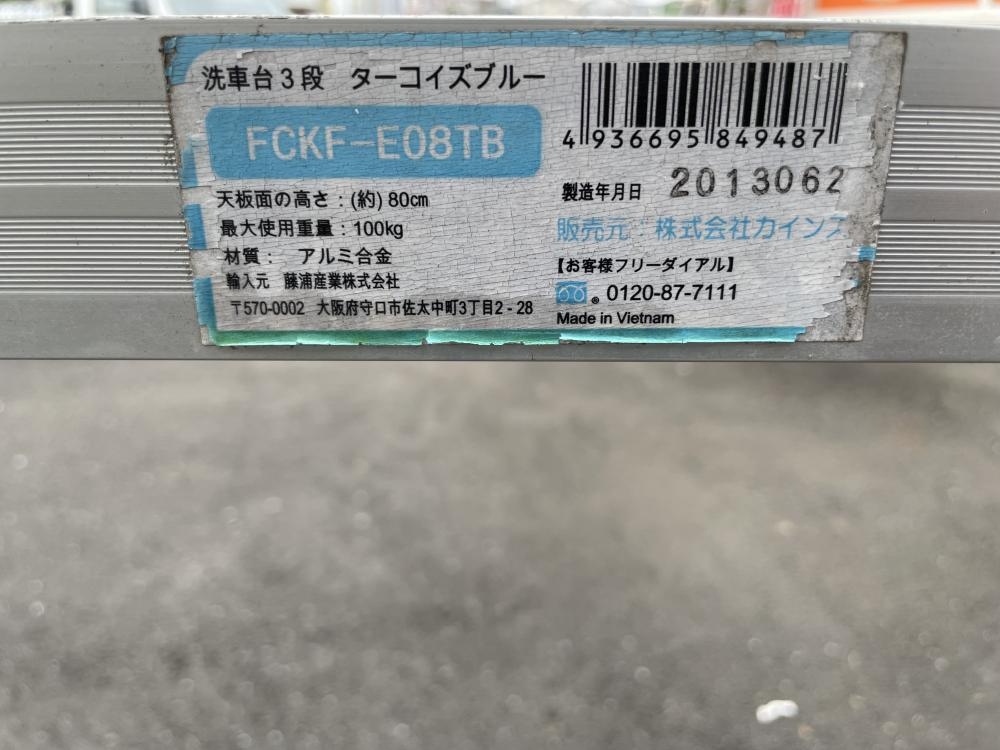 洗車台3段 ターコイズブルー
FCKF-E08TB
天板面の高さ：(約) 80cm
最大使用重量：100kg
材質： アルミ合金
輸入元 藤浦産業株式会社
〒570-0002 大阪府守口市佐太中町3丁目2-28
4 936695 849487
製造年月日 2013062
販売元：株式会社カインズ
【お客様フリーダイアル】
0120-87-7111
Made in Vietnam